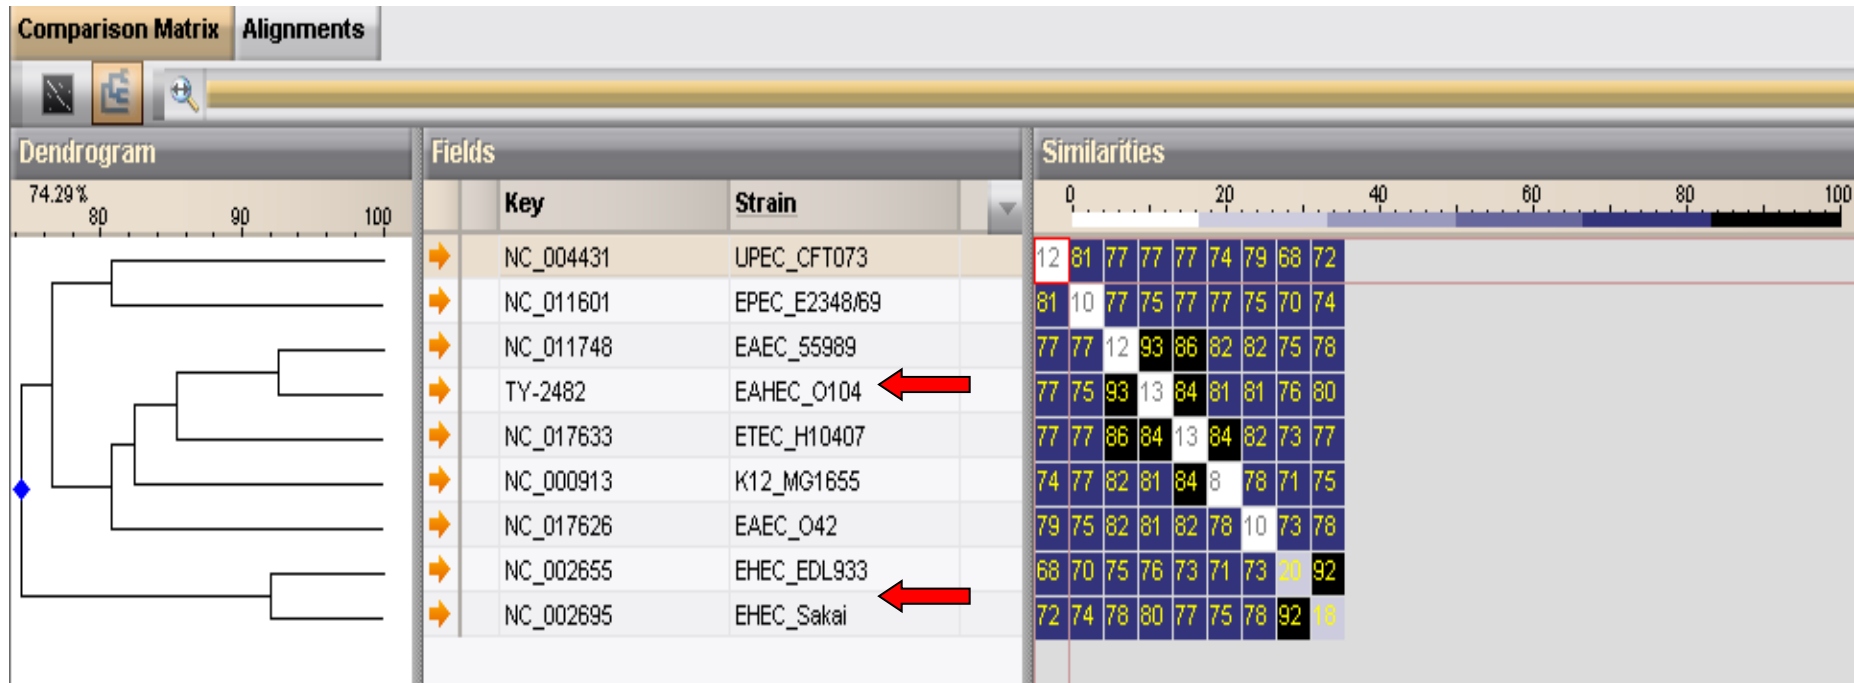 Comparison Matrix Alignments
Dendrogram Fields Similarities
74.29%
80 90 100
Key Strain
0 20 40 60 80 100
NC_004431 UPEC_CFT073 12 81 77 77 77 74 79 68 72
NC_011601 EPEC_E2348/69 81 10 77 75 77 77 75 70 74
NC_011748 EAEC_55989 77 77 12 93 86 82 82 75 78
TY-2482 EAHEC_O104 77 75 93 13 84 81 81 76 80
NC_017633 ETEC_H10407 77 77 86 84 13 84 82 73 77
NC_000913 K12_MG1655 74 77 82 81 84 8 78 71 75
NC_017626 EAEC_O42 79 75 82 81 82 78 10 73 78
NC_002655 EHEC_EDL933 68 70 75 76 73 71 73 20 92
NC_002695 EHEC_Sakai 72 74 78 80 77 75 78 92 18